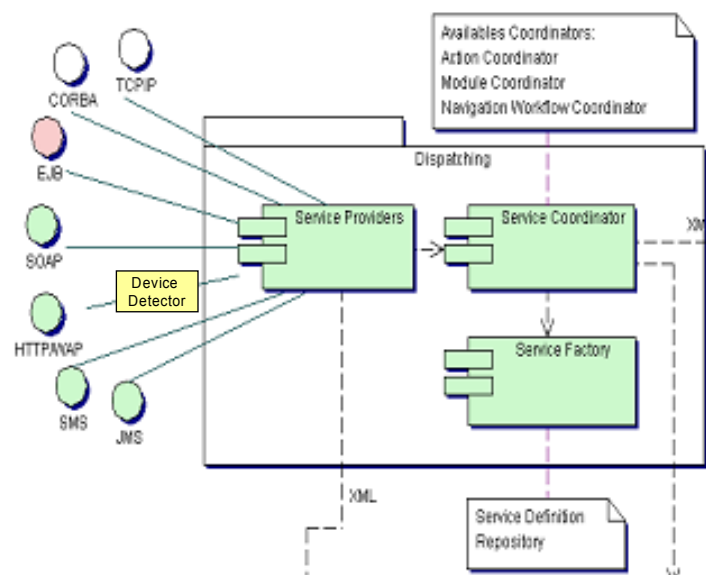 Availables Coordinators:
Action Coordinator
Module Coordinator
Navigation Workflow Coordinator
TCPIP
CORBA
Dispatching
EJB
Service Providers
Service Coordinator
XM
SOAP
Device
Detector
HTTP/WAP
Service Factory
SMS
JMS
XML
Service Definition
Repository